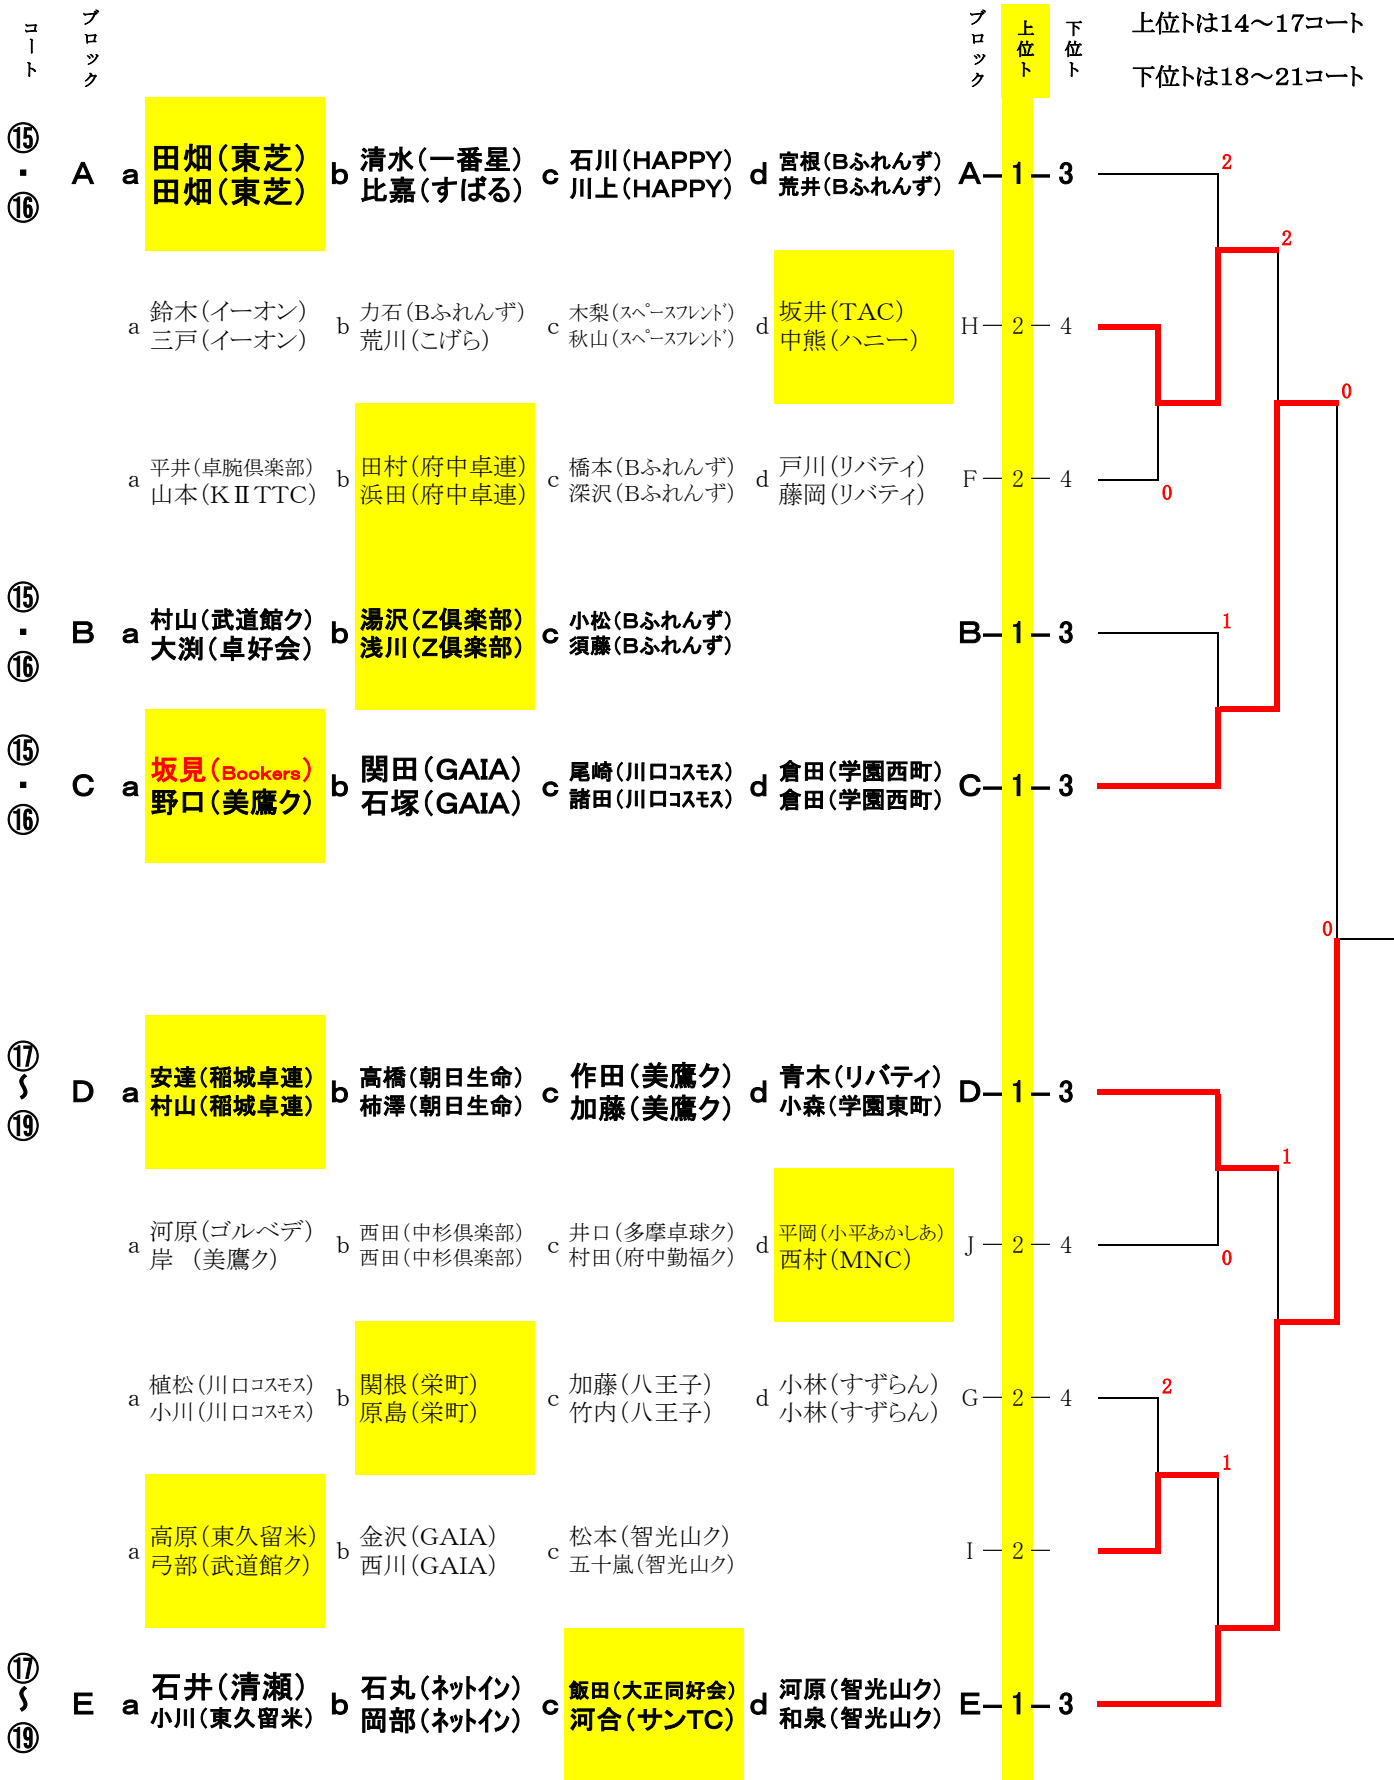 コート ブロック ブロック 上位ト 下位ト 上位トは14～17コート
下位トは18～21コート
⑮・⑯ A a 田畑(東芝) b 清水(一番星) c 石川(HAPPY) d 宮根(Bふれんず) A 1 3 2
田畑(東芝) 比嘉(すばる) 川上(HAPPY) 荒井(Bふれんず)
2
a 鈴木(イーオン) b 力石(Bふれんず) c 木梨(スペースフレンド) d 坂井(TAC) H 2 4
三戸(イーオン) 荒川(こげら) 秋山(スペースフレンド) 中熊(ハニー)
0
a 平井(卓腕倶楽部) b 田村(府中卓連) c 橋本(Bふれんず) d 戸川(リバティ) F 2 4 0
山本(KⅡTTC) 浜田(府中卓連) 深沢(Bふれんず) 藤岡(リバティ)
⑮・⑯ B a 村山(武道館ク) b 湯沢(Z倶楽部) c 小松(Bふれんず) B 1 3 1
大渕(卓好会) 浅川(Z倶楽部) 須藤(Bふれんず)
⑮・⑯ C a 坂見(Bookers) b 関田(GAIA) c 尾崎(川口コスモス) d 倉田(学園西町) C 1 3
野口(美鷹ク) 石塚(GAIA) 諸田(川口コスモス) 倉田(学園西町)
0
⑰～⑲ D a 安達(稲城卓連) b 高橋(朝日生命) c 作田(美鷹ク) d 青木(リバティ) D 1 3
村山(稲城卓連) 柿澤(朝日生命) 加藤(美鷹ク) 小森(学園東町)
1
a 河原(ゴルベデ) b 西田(中杉倶楽部) c 井口(多摩卓球ク) d 平岡(小平あかしあ) J 2 4 0
岸 (美鷹ク) 西田(中杉倶楽部) 村田(府中勤福ク) 西村(MNC)
a 植松(川口コスモス) b 関根(栄町) c 加藤(八王子) d 小林(すずらん) G 2 4 2
小川(川口コスモス) 原島(栄町) 竹内(八王子) 小林(すずらん)
1
a 高原(東久留米) b 金沢(GAIA) c 松本(智光山ク) I 2
弓部(武道館ク) 西川(GAIA) 五十嵐(智光山ク)
⑰～⑲ E a 石井(清瀬) b 石丸(ネットイン) c 飯田(大正同好会) d 河原(智光山ク) E 1 3
小川(東久留米) 岡部(ネットイン) 河合(サンTC) 和泉(智光山ク)